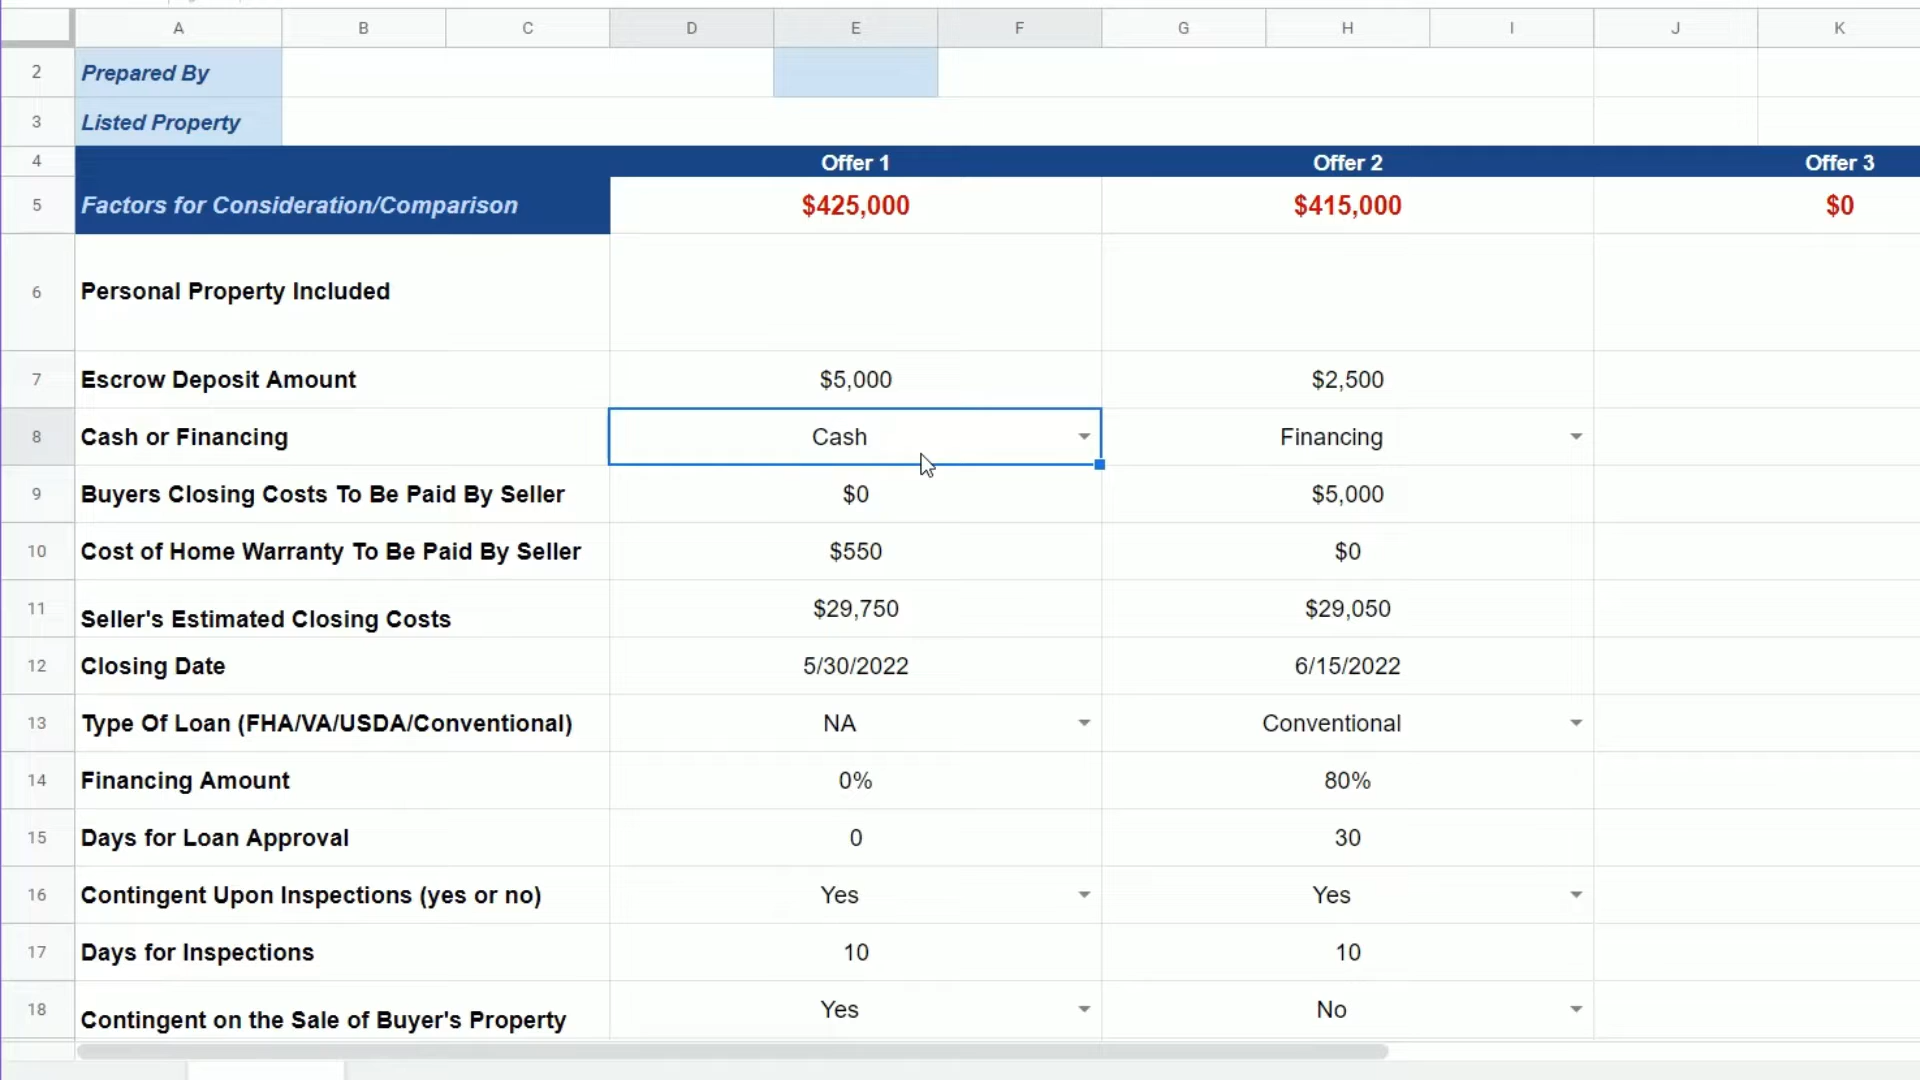 A B C D E F G H I J K
2 Prepared By
3 Listed Property
4 Offer 1 Offer 2 Offer 3
5 Factors for Consideration/Comparison $425,000 $415,000 $0
6 Personal Property Included
7 Escrow Deposit Amount $5,000 $2,500
8 Cash or Financing Cash Financing
9 Buyers Closing Costs To Be Paid By Seller $0 $5,000
10 Cost of Home Warranty To Be Paid By Seller $550 $0
11 Seller's Estimated Closing Costs $29,750 $29,050
12 Closing Date 5/30/2022 6/15/2022
13 Type Of Loan (FHA/VA/USDA/Conventional) NA Conventional
14 Financing Amount 0% 80%
15 Days for Loan Approval 0 30
16 Contingent Upon Inspections (yes or no) Yes Yes
17 Days for Inspections 10 10
18 Contingent on the Sale of Buyer's Property Yes No